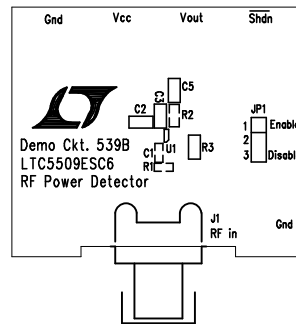 Gnd Vcc Vout Shdn
C5
C3
C2 R2
JP1
1 Enable
2
3 Disabl
U1
R3
C1
R1
Demo Ckt. 539B
LTC5509ESC6
RF Power Detector
J1
RF in
Gnd